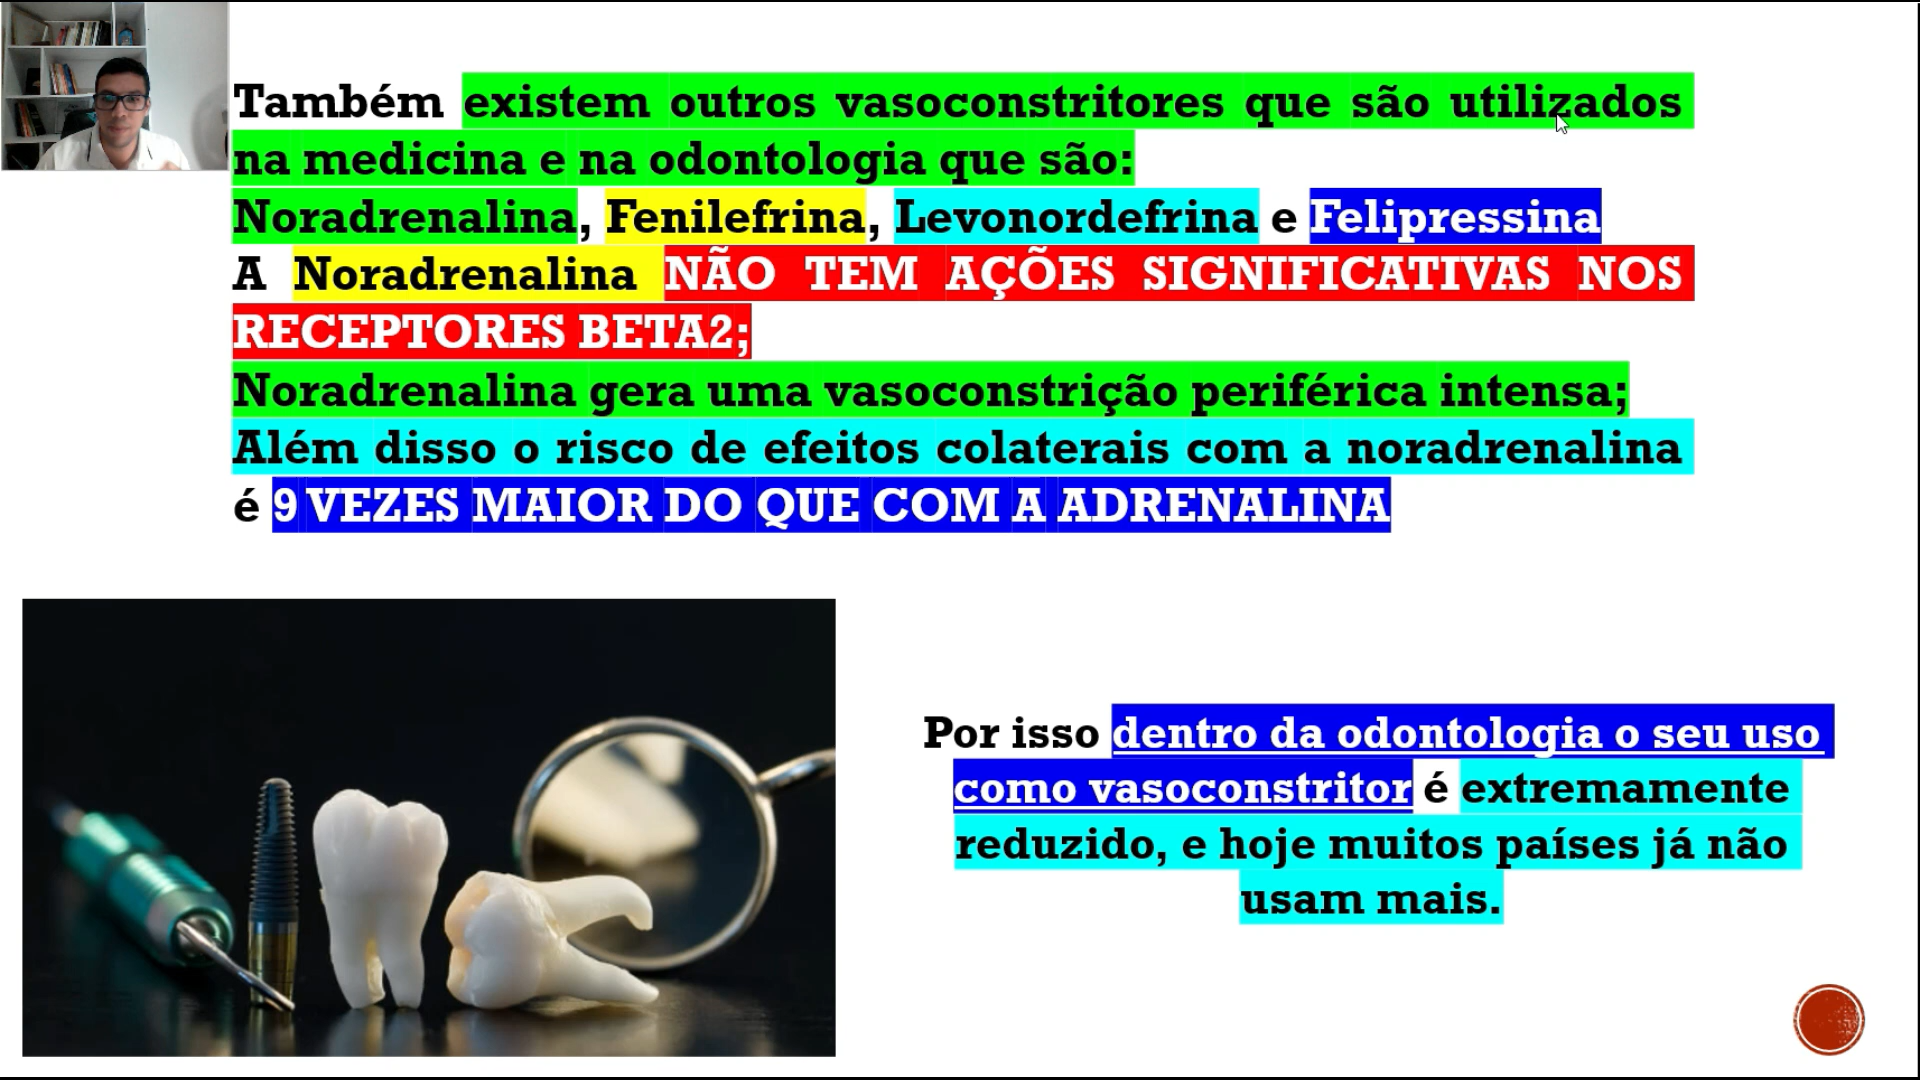 Também existem outros vasoconstritores que são utilizados
na medicina e na odontologia que são:
Noradrenalina, Fenilefrina, Levonordefrina e Felipressina
A Noradrenalina NÃO TEM AÇÕES SIGNIFICATIVAS NOS
RECEPTORES BETA2;
Noradrenalina gera uma vasoconstrição periférica intensa;
Além disso o risco de efeitos colaterais com a noradrenalina
é 9 VEZES MAIOR DO QUE COM A ADRENALINA
Por isso dentro da odontologia o seu uso
como vasoconstritor é extremamente
reduzido, e hoje muitos países já não
usam mais.